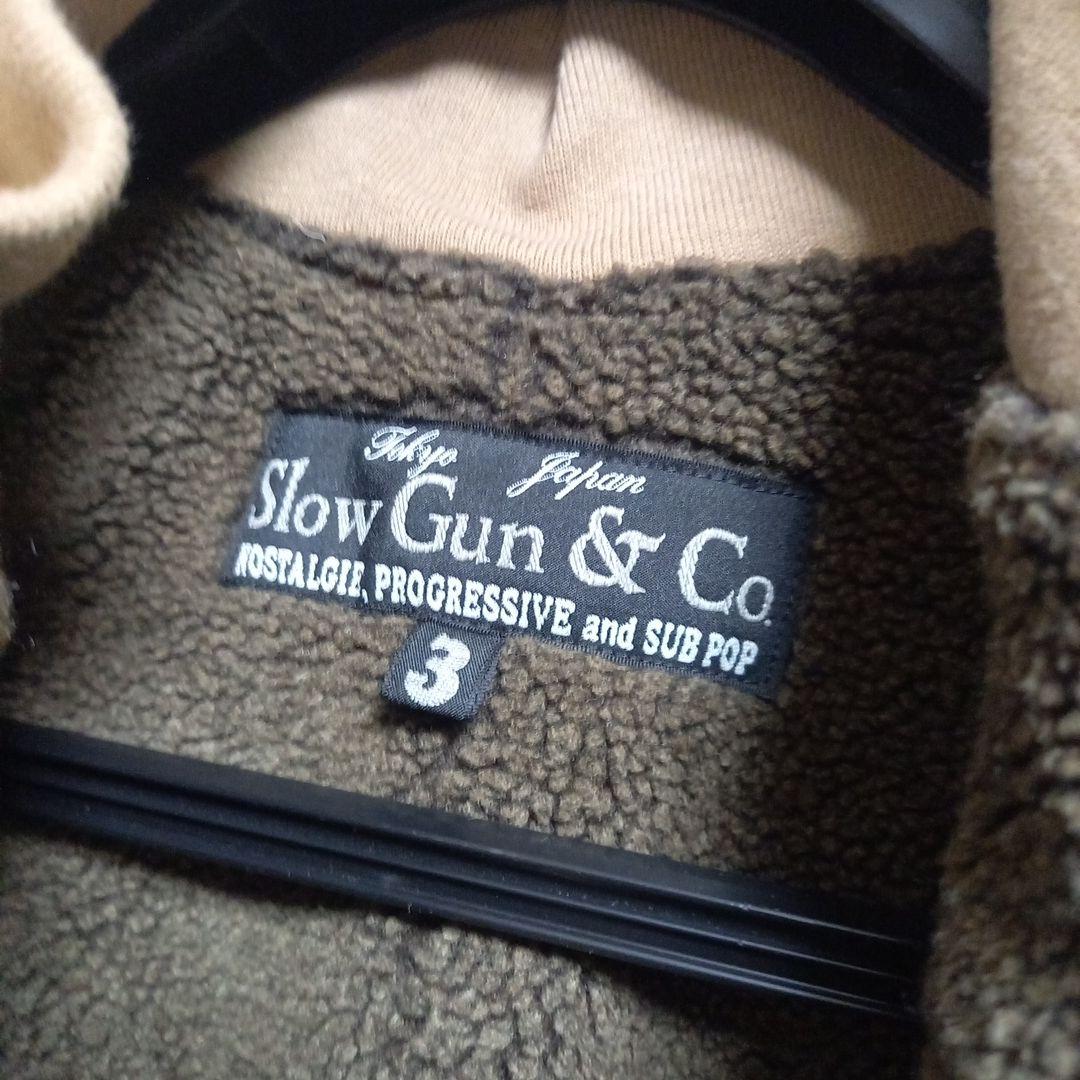 Tokyo Japan
Slow Gun & Co.
NOSTALGIE, PROGRESSIVE and SUB POP
3